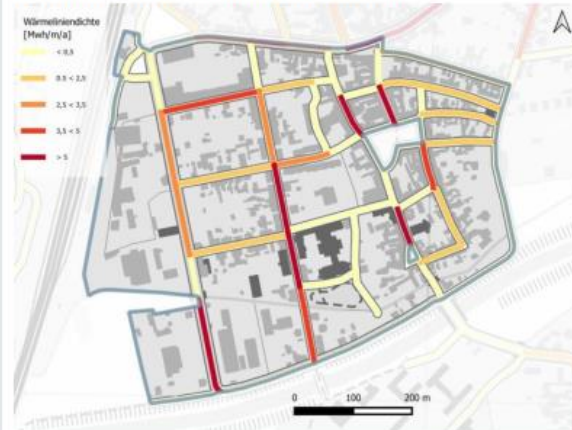 Wärmeliniendichte
[Mwh/m/a]
< 0,5
0.5 < 2,5
2,5 < 3,5
3,5 < 5
> 5
0 100 200 m